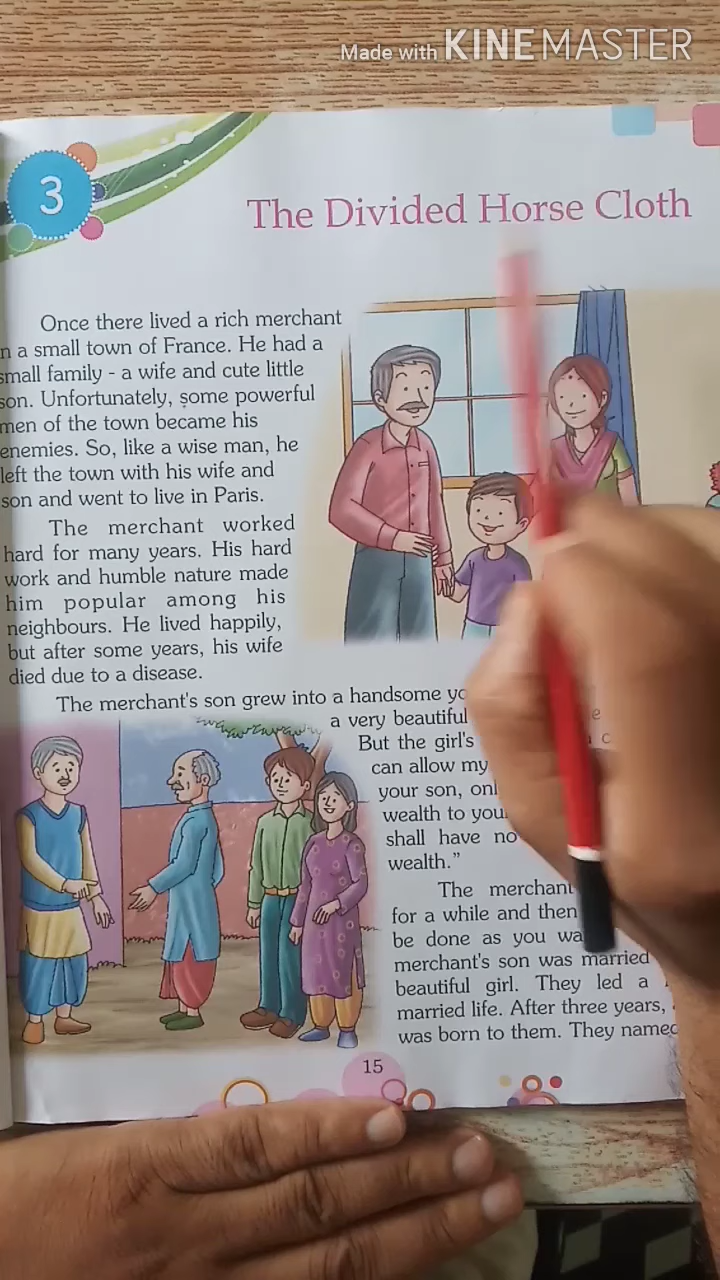 Made with KINEMASTER
3
The Divided Horse Cloth
Once there lived a rich merchant
n a small town of France. He had a
small family - a wife and cute little
son. Unfortunately, some powerful
men of the town became his
enemies. So, like a wise man, he
left the town with his wife and
son and went to live in Paris.
The merchant worked
hard for many years. His hard
work and humble nature made
him popular among his
neighbours. He lived happily,
but after some years, his wife
died due to a disease.
The merchant's son grew into a handsome yo
a very beautiful
But the girl's
can allow my
your son, onl
wealth to you
shall have no
wealth."
The merchant
for a while and then
be done as you wa
merchant's son was married
beautiful girl. They led a
married life. After three years,
was born to them. They named
15